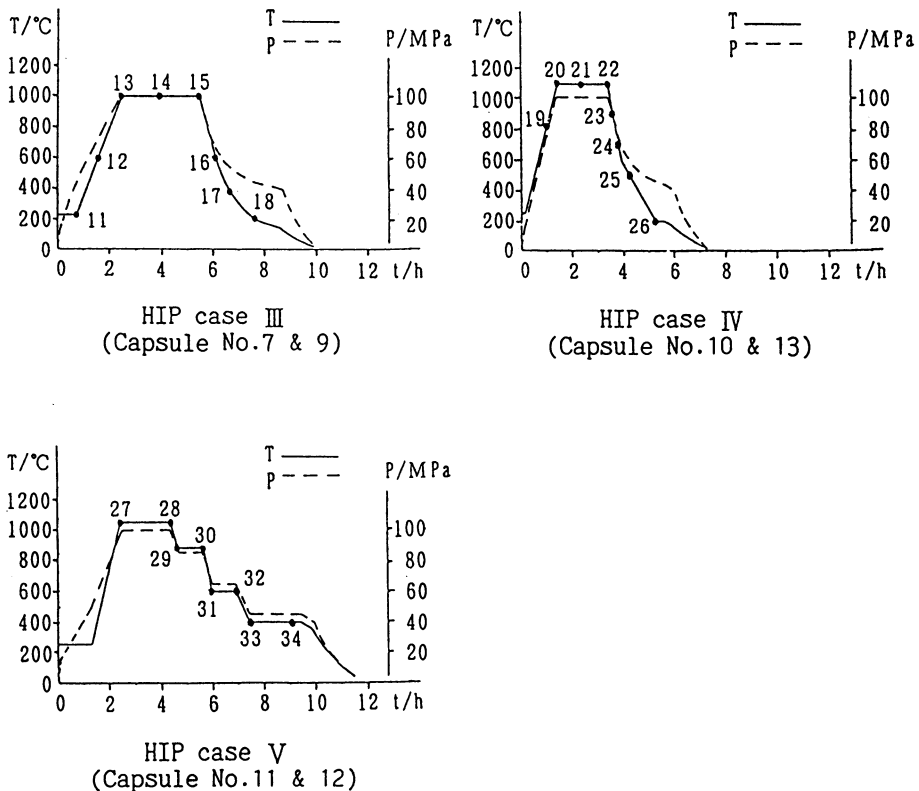 T/°C
T
P
P/MPa
1200
1000
800
600
400
200
0
100
80
60
40
20
13
14
15
12
16
17
18
11
0 2 4 6 8 10 12 t/h
HIP case Ⅲ
(Capsule No.7 & 9)
T/°C
T
P
P/MPa
1200
1000
800
600
400
200
0
100
80
60
40
20
20
21
22
19
23
24
25
26
0 2 4 6 8 10 12 t/h
HIP case Ⅳ
(Capsule No.10 & 13)
T/°C
T
P
P/MPa
1200
1000
800
600
400
200
0
100
80
60
40
20
27
28
29
30
31
32
33
34
0 2 4 6 8 10 12 t/h
HIP case Ⅴ
(Capsule No.11 & 12)